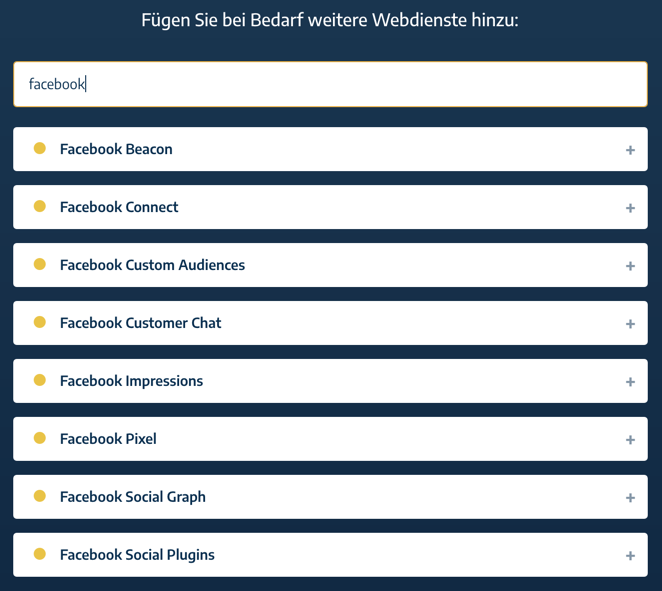 Fügen Sie bei Bedarf weitere Webdienste hinzu:
facebook
Facebook Beacon
Facebook Connect
Facebook Custom Audiences
Facebook Customer Chat
Facebook Impressions
Facebook Pixel
Facebook Social Graph
Facebook Social Plugins